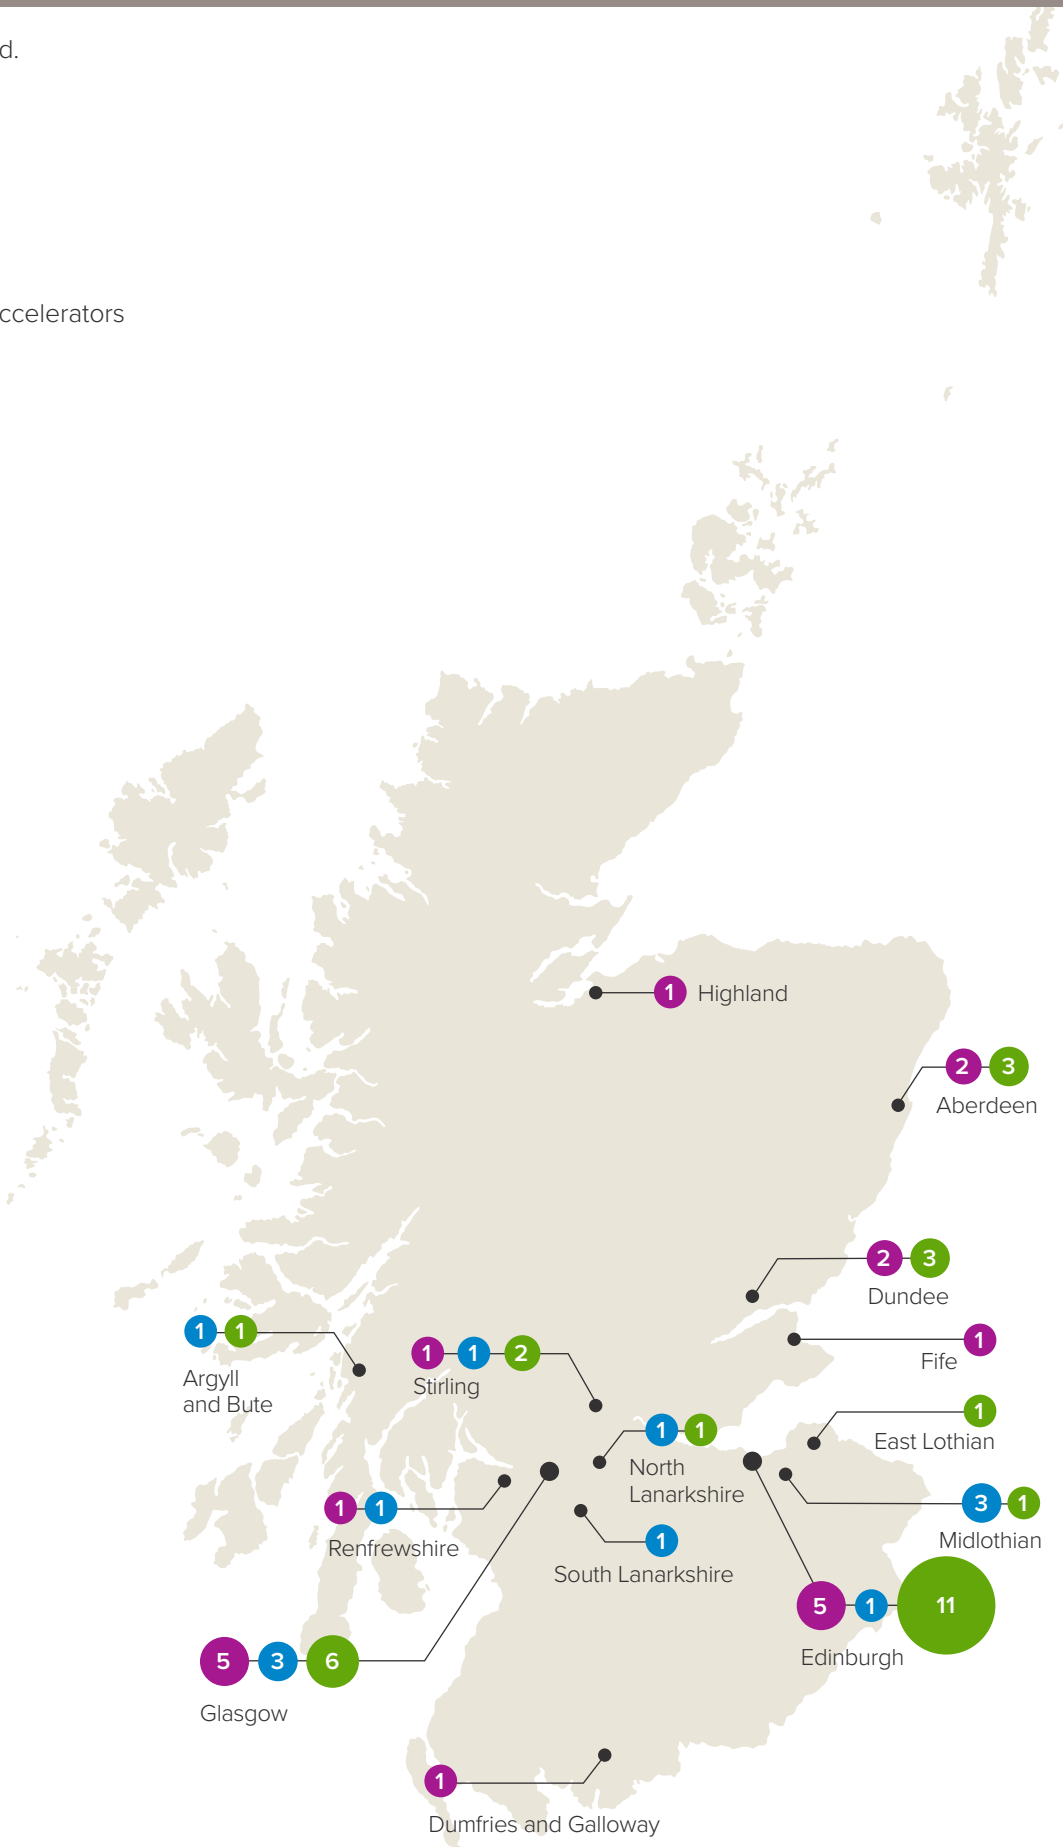 d.
ccelerators
1 Highland
2 3
Aberdeen
2 3
Dundee
1
Fife
1 1
Argyll
and Bute
1 1 2
Stirling
1
East Lothian
1 1
North
Lanarkshire
3 1
Midlothian
1 1
Renfrewshire
1
South Lanarkshire
5 1 11
Edinburgh
5 3 6
Glasgow
1
Dumfries and Galloway